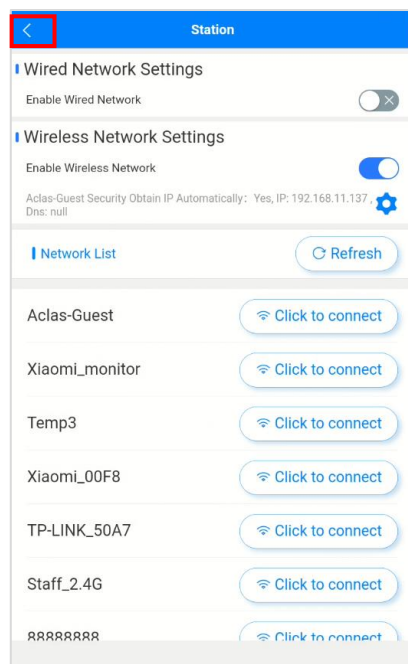 Station
Wired Network Settings
Enable Wired Network
Wireless Network Settings
Enable Wireless Network
Aclas-Guest Security Obtain IP Automatically: Yes, IP: 192.168.11.137 ,
Dns: null
Network List
Refresh
Aclas-Guest Click to connect
Xiaomi_monitor Click to connect
Temp3 Click to connect
Xiaomi_00F8 Click to connect
TP-LINK_50A7 Click to connect
Staff_2.4G Click to connect
88888888 Click to connect